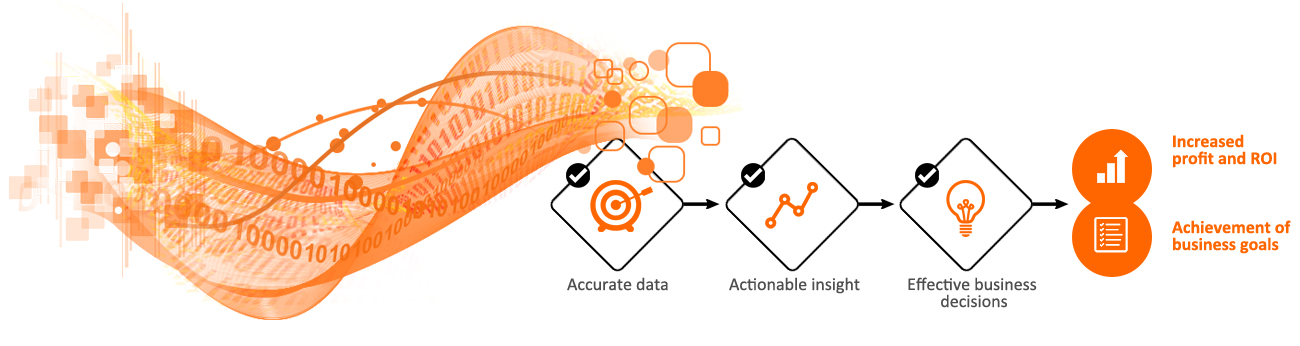 Accurate data
Actionable insight
Effective business
decisions
Increased
profit and ROI
Achievement of
business goals